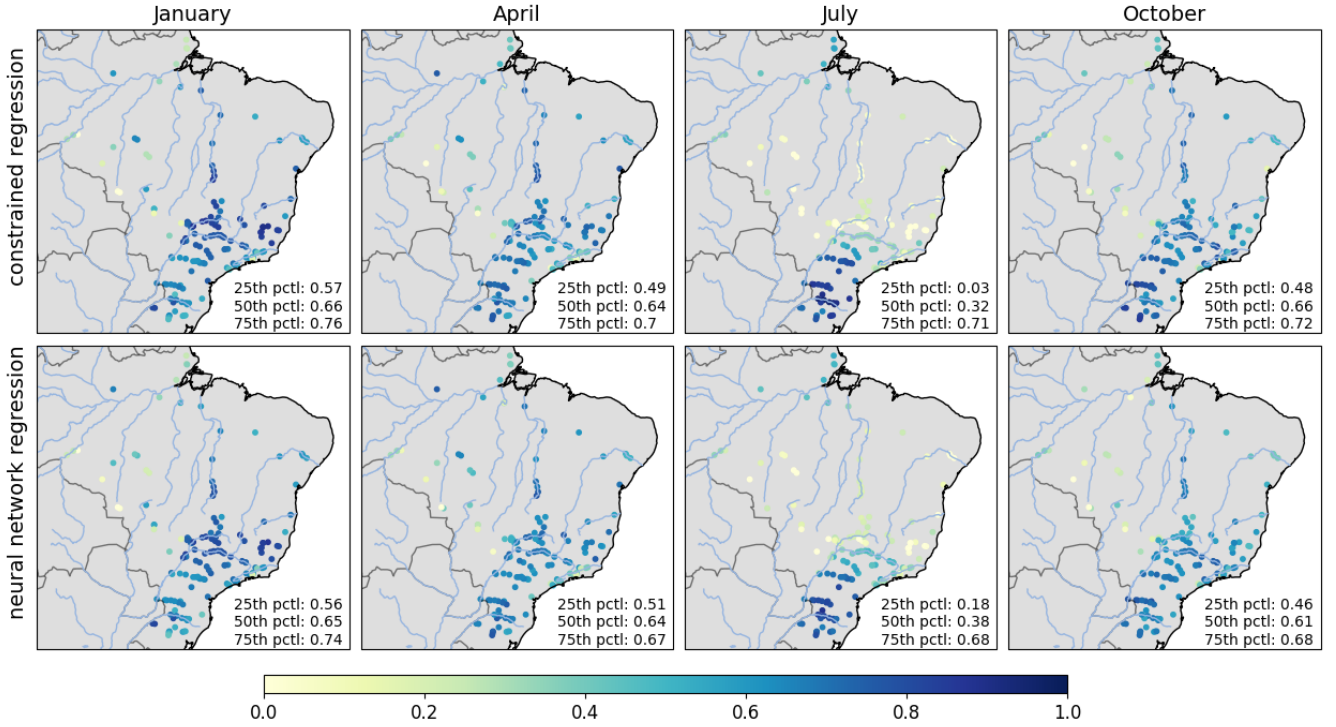 January
April
July
October
constrained regression
25th pctl: 0.57
50th pctl: 0.66
75th pctl: 0.76
25th pctl: 0.49
50th pctl: 0.64
75th pctl: 0.7
25th pctl: 0.03
50th pctl: 0.32
75th pctl: 0.71
25th pctl: 0.48
50th pctl: 0.66
75th pctl: 0.72
neural network regression
25th pctl: 0.56
50th pctl: 0.65
75th pctl: 0.74
25th pctl: 0.51
50th pctl: 0.64
75th pctl: 0.67
25th pctl: 0.18
50th pctl: 0.38
75th pctl: 0.68
25th pctl: 0.46
50th pctl: 0.61
75th pctl: 0.68
0.0 0.2 0.4 0.6 0.8 1.0